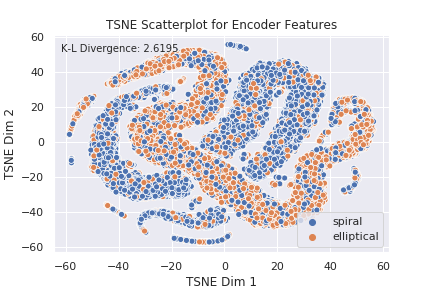 TSNE Scatterplot for Encoder Features
K-L Divergence: 2.6195
60
40
20
0
−20
−40
−60
TSNE Dim 2
spiral
elliptical
−60 −40 −20 0 20 40 60
TSNE Dim 1